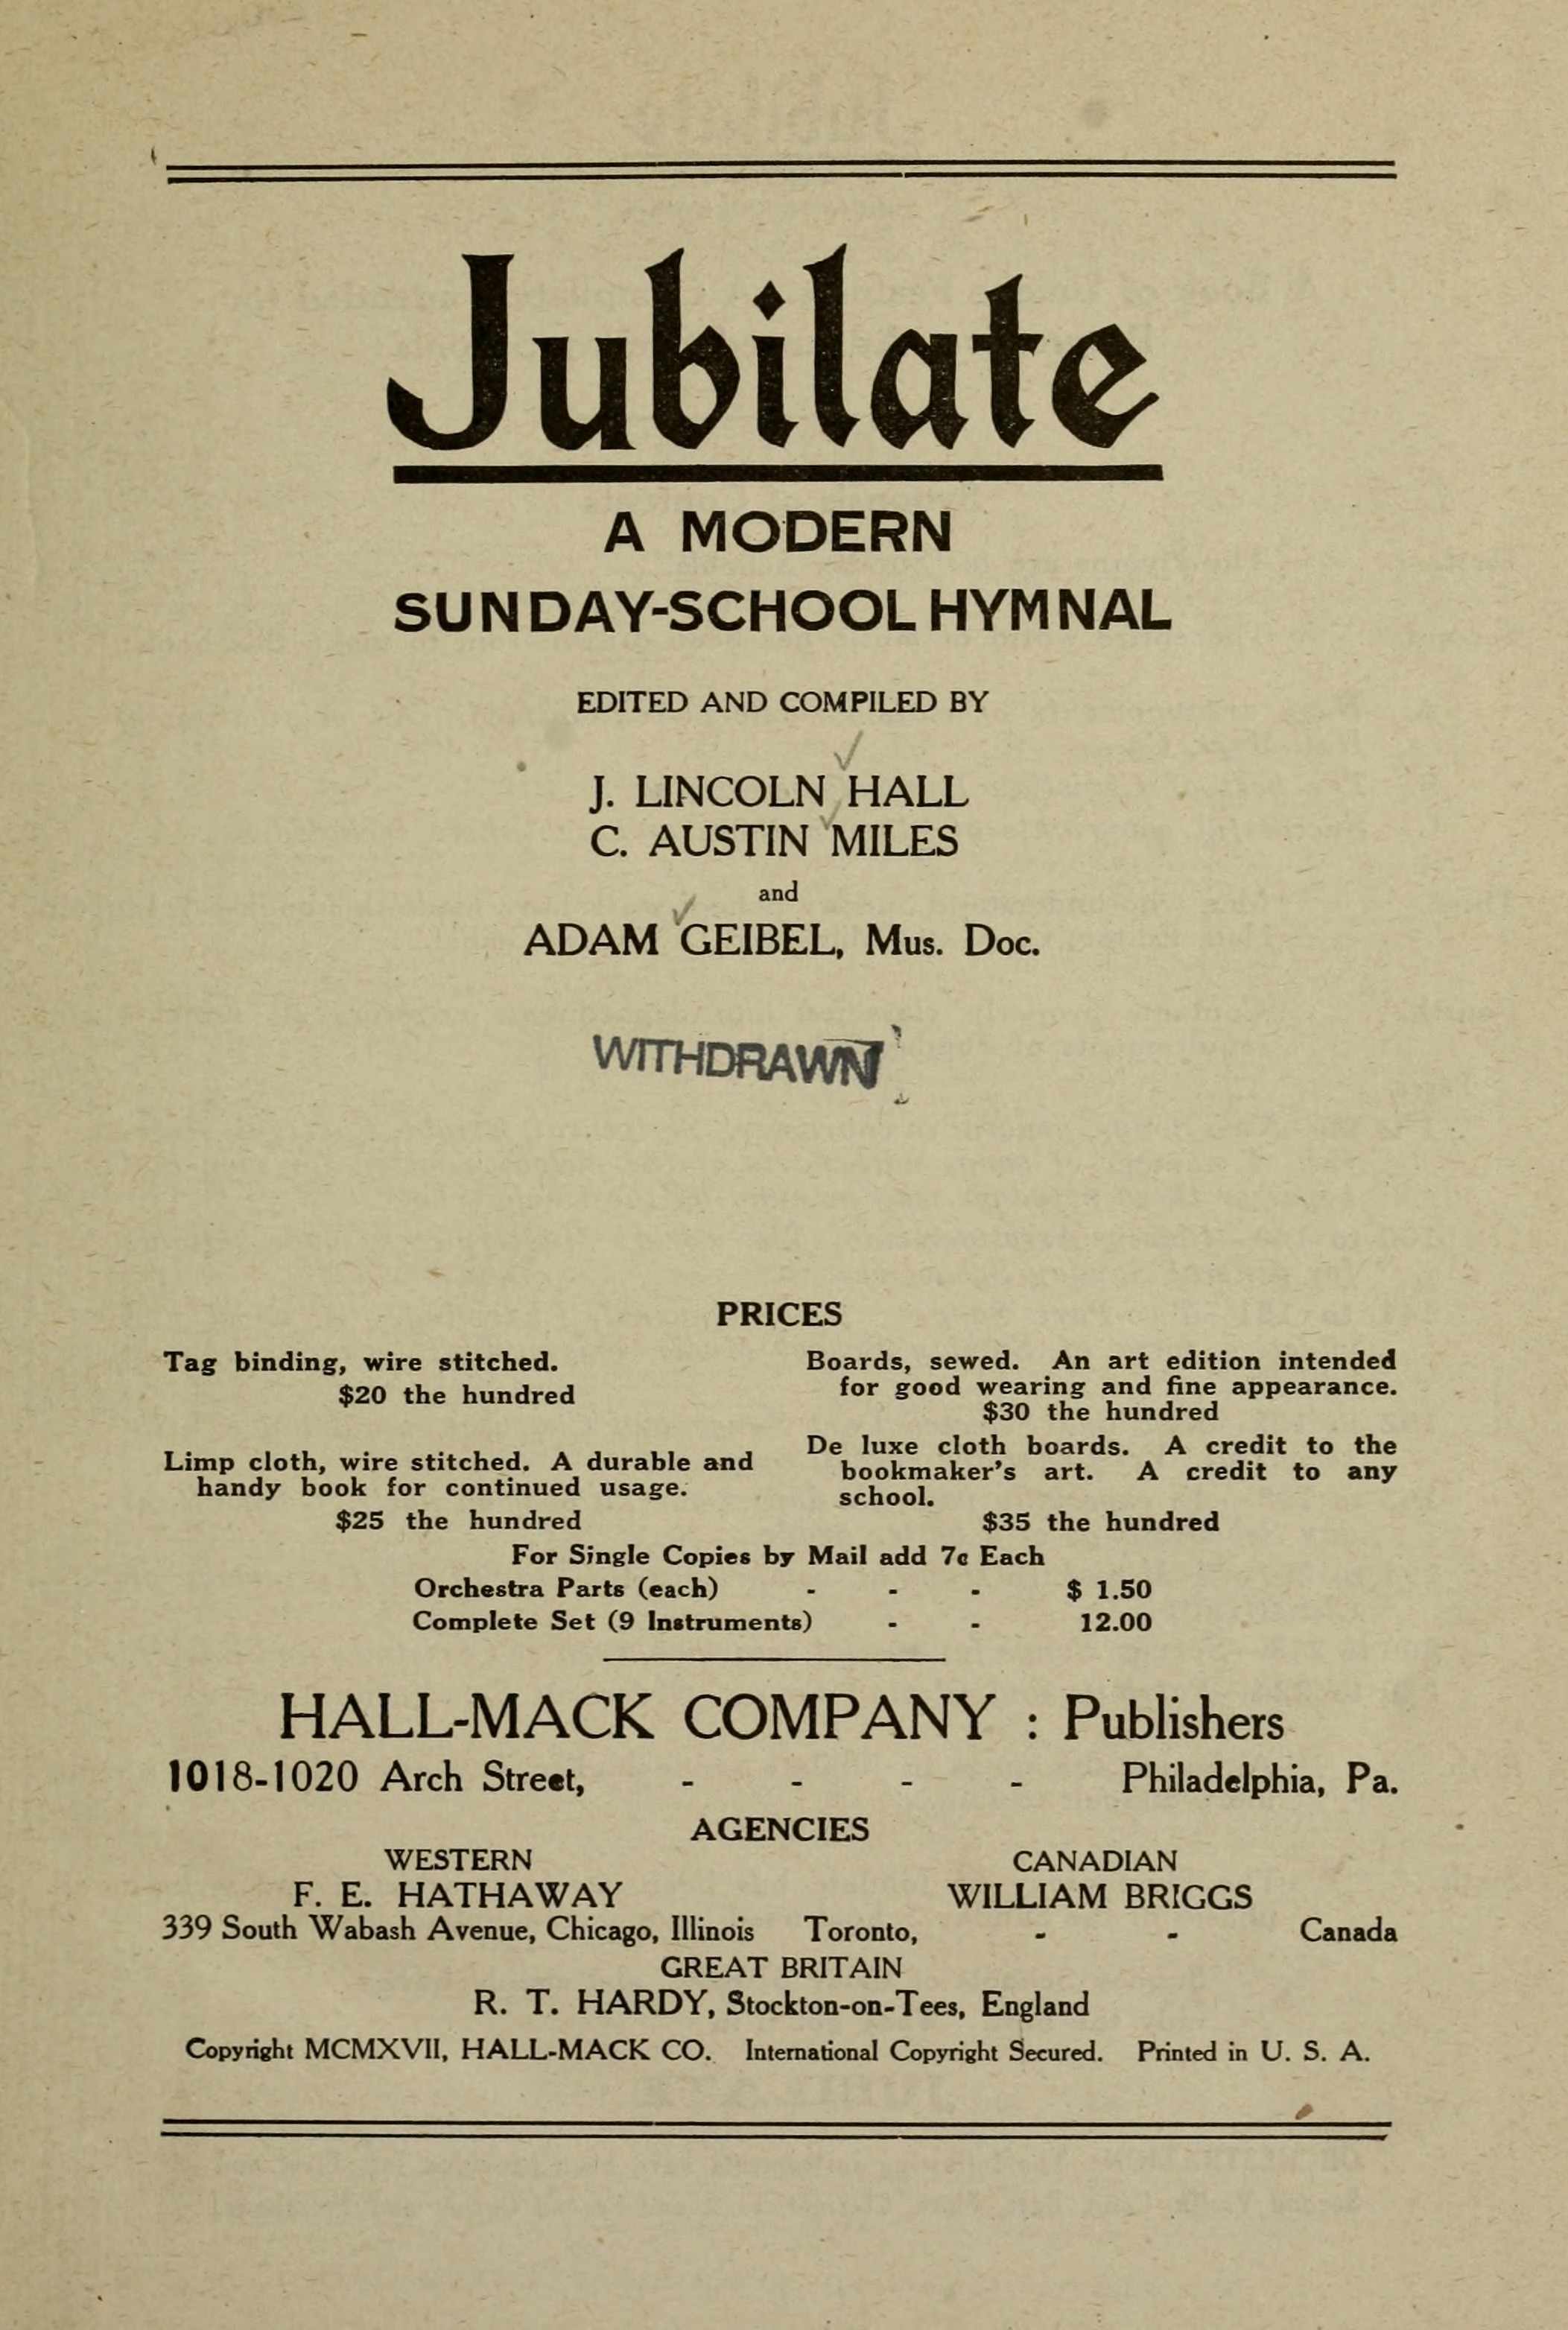 Jubilate
A MODERN
SUNDAY-SCHOOL HYMNAL
EDITED AND COMPILED BY
J. LINCOLN HALL
C. AUSTIN MILES
and
ADAM GEIBEL, Mus. Doc.
WITHDRAWN
PRICES
Tag binding, wire stitched.
$20 the hundred
Limp cloth, wire stitched. A durable and
handy book for continued usage.
$25 the hundred
Boards, sewed. An art edition intended
for good wearing and fine appearance.
$30 the hundred
De luxe cloth boards. A credit to the
bookmaker's art. A credit to any
school.
$35 the hundred
For Single Copies by Mail add 7c Each
Orchestra Parts (each) - - - $ 1.50
Complete Set (9 Instruments) - - 12.00
HALL-MACK COMPANY : Publishers
1018-1020 Arch Street, - - - - Philadelphia, Pa.
AGENCIES
WESTERN
F. E. HATHAWAY
339 South Wabash Avenue, Chicago, Illinois
CANADIAN
WILLIAM BRIGGS
Toronto, - - Canada
GREAT BRITAIN
R. T. HARDY, Stockton-on-Tees, England
Copyright MCMXVII, HALL-MACK CO. International Copyright Secured. Printed in U. S. A.